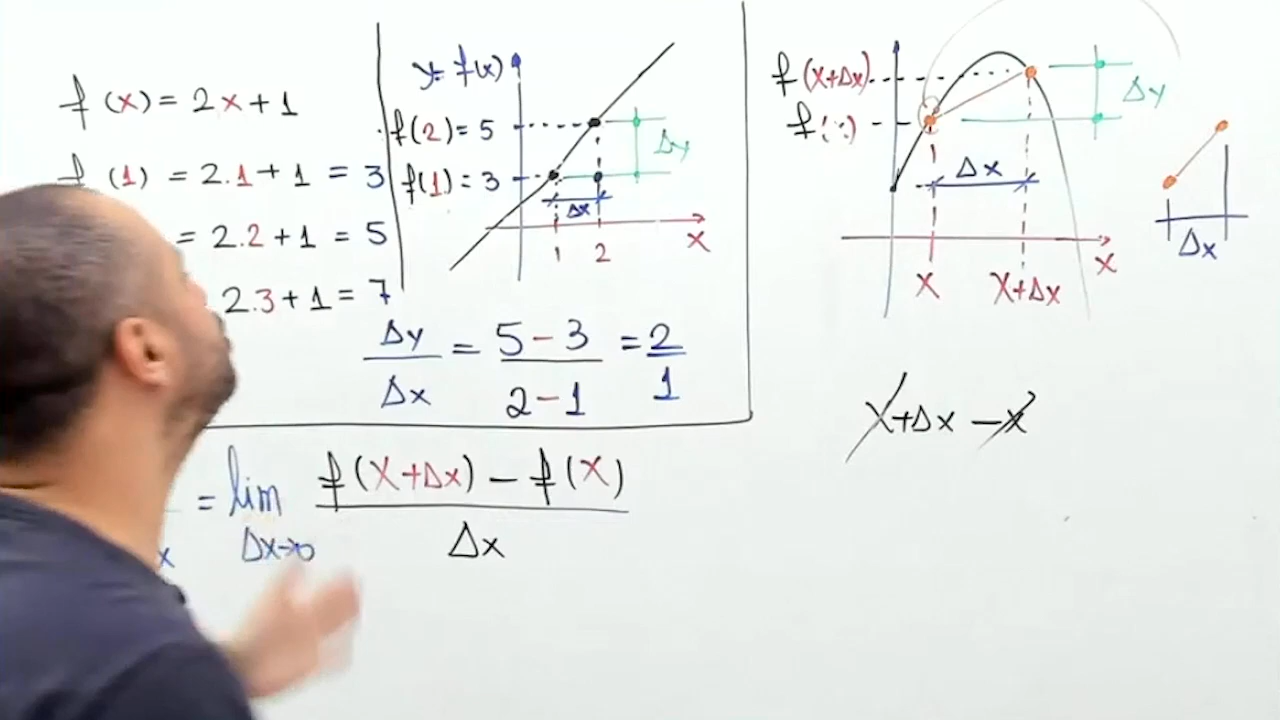 f(x) = 2x+1
f(1) = 2.1+1 = 3
= 2.2+1 = 5
2.3+1 = 7
y = f(x)
f(2) = 5
f(1) = 3
Δy
Δx
1 2
x
Δy/Δx = 5-3/2-1 = 2/1
= lim f(x+Δx) - f(x)
x Δx→0 Δx
f(x+Δx)
f(
Δy
Δx
x x+Δx
x
Δx
x+Δx - x